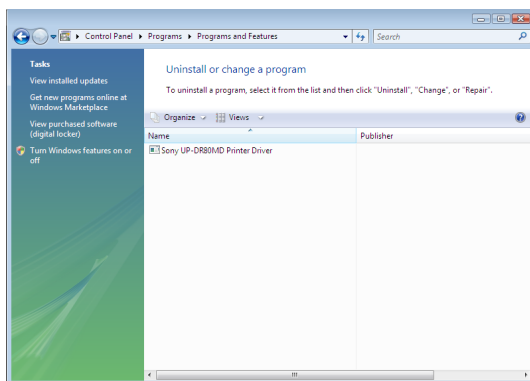 Control Panel ▸ Programs ▸ Programs and Features
Search
Tasks
View installed updates
Get new programs online at
Windows Marketplace
View purchased software
(digital locker)
Turn Windows features on or
off
Uninstall or change a program
To uninstall a program, select it from the list and then click "Uninstall", "Change", or "Repair".
Organize
Views
Name
Publisher
Sony UP-DR80MD Printer Driver